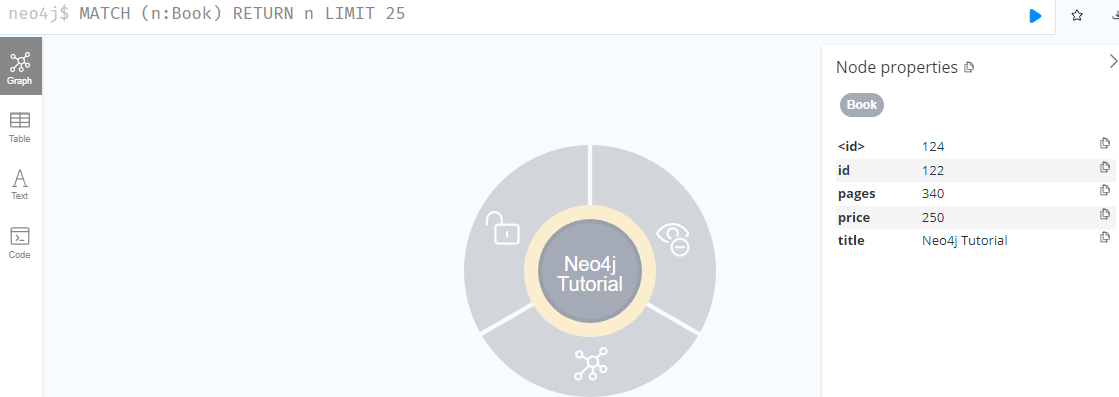 neo4j$ MATCH (n:Book) RETURN n LIMIT 25
Graph
Table
Text
Code
Neo4j
Tutorial
Node properties
Book
<id> 124
id 122
pages 340
price 250
title Neo4j Tutorial